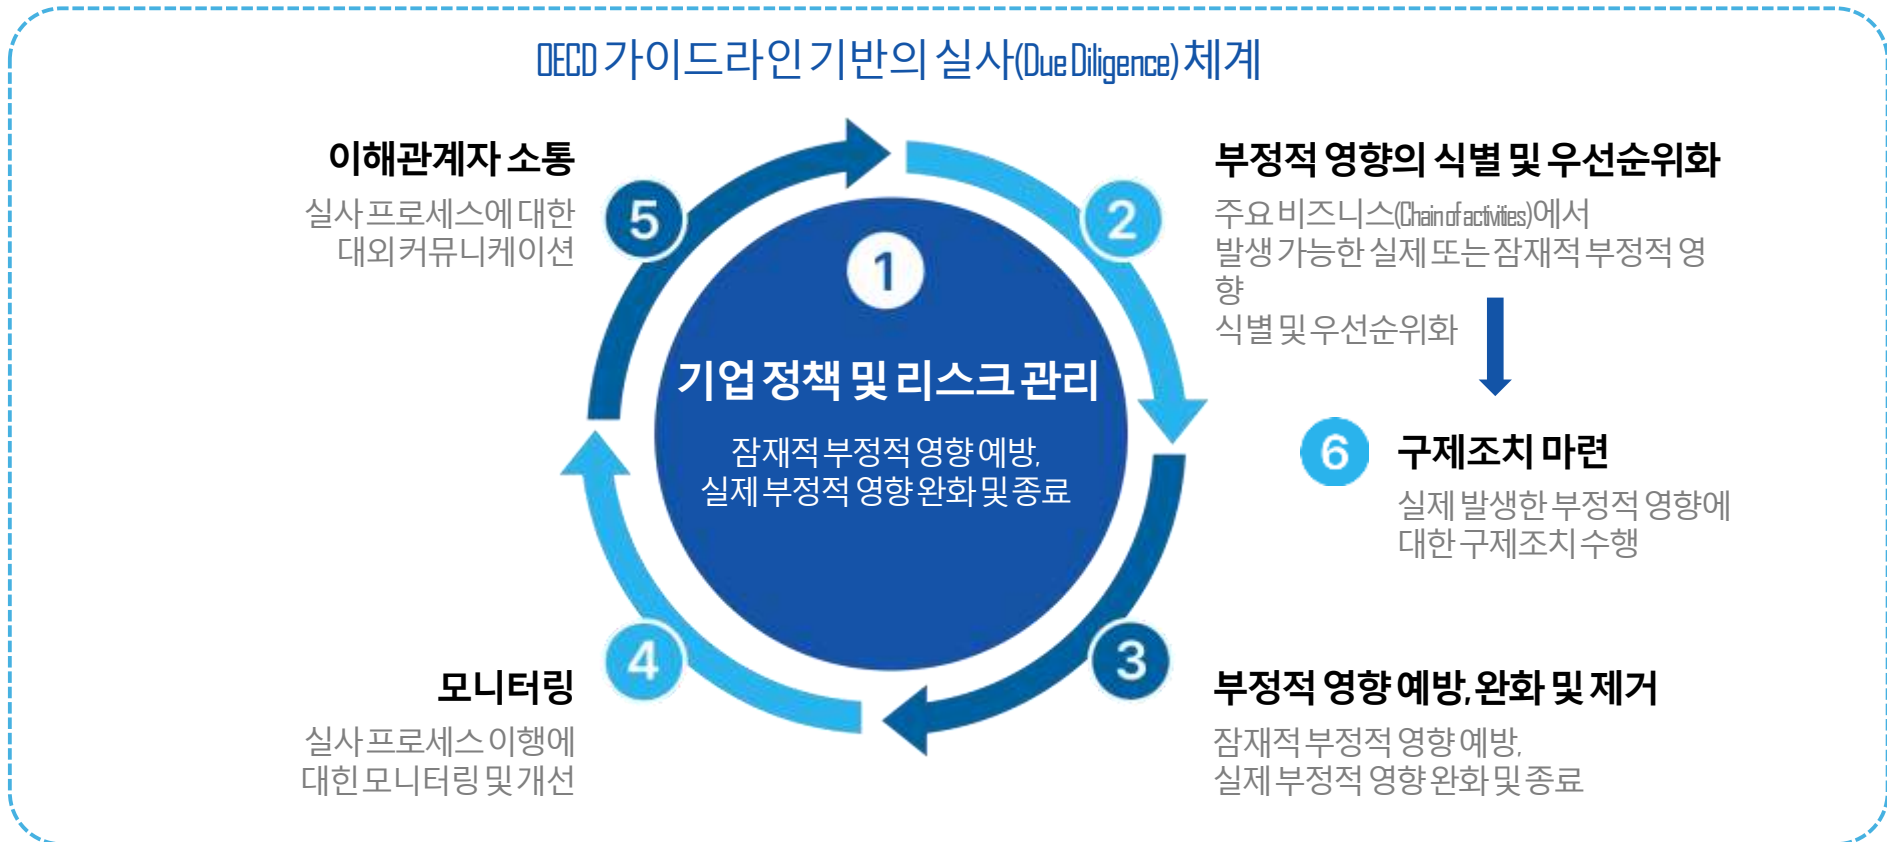 OECD 가이드라인 기반의 실사(Due Diligence) 체계
1
기업 정책 및 리스크 관리
잠재적 부정적 영향 예방,
실제 부정적 영향 완화 및 종료
2
부정적 영향의 식별 및 우선순위화
주요 비즈니스(Chain of activities)에서
발생 가능한 실제 또는 잠재적 부정적 영
향
식별 및 우선순위화
6
구제조치 마련
실제 발생한 부정적 영향에
대한 구제조치 수행
3
부정적 영향 예방, 완화 및 제거
잠재적 부정적 영향 예방,
실제 부정적 영향 완화 및 종료
4
모니터링
실사 프로세스 이행에
대힌 모니터링 및 개선
5
이해관계자 소통
실사 프로세스에 대한
대외 커뮤니케이션